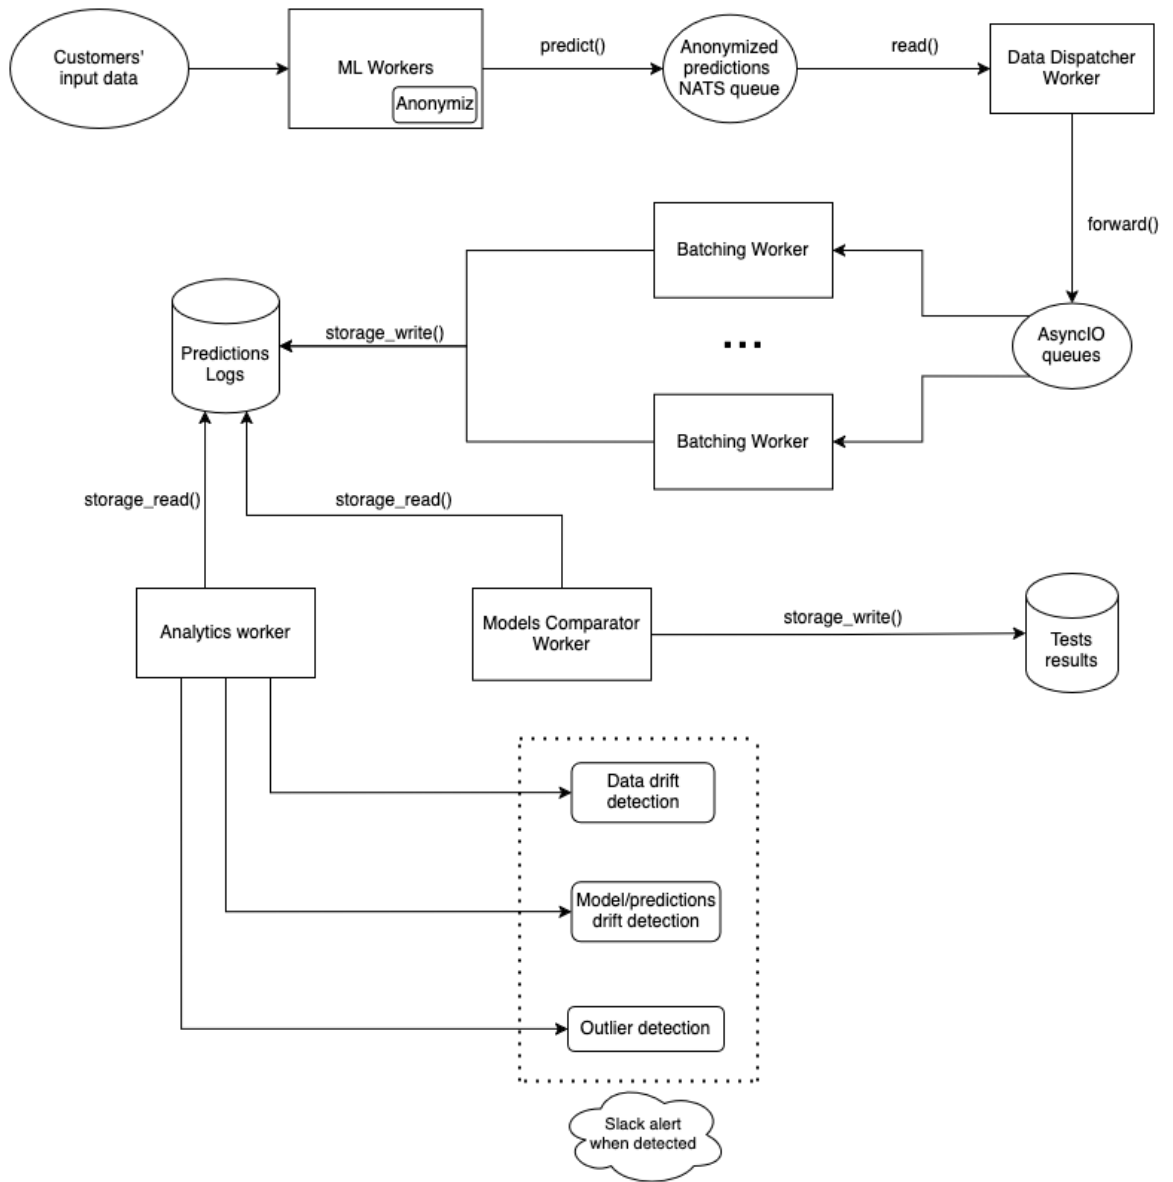 Customers'
input data
ML Workers
Anonymiz
predict()
Anonymized
predictions
NATS queue
read()
Data Dispatcher
Worker
forward()
Batching Worker
AsyncIO
queues
...
Batching Worker
storage_write()
Predictions
Logs
storage_read()
storage_read()
Analytics worker
Models Comparator
Worker
storage_write()
Tests
results
Data drift
detection
Model/predictions
drift detection
Outlier detection
Slack alert
when detected